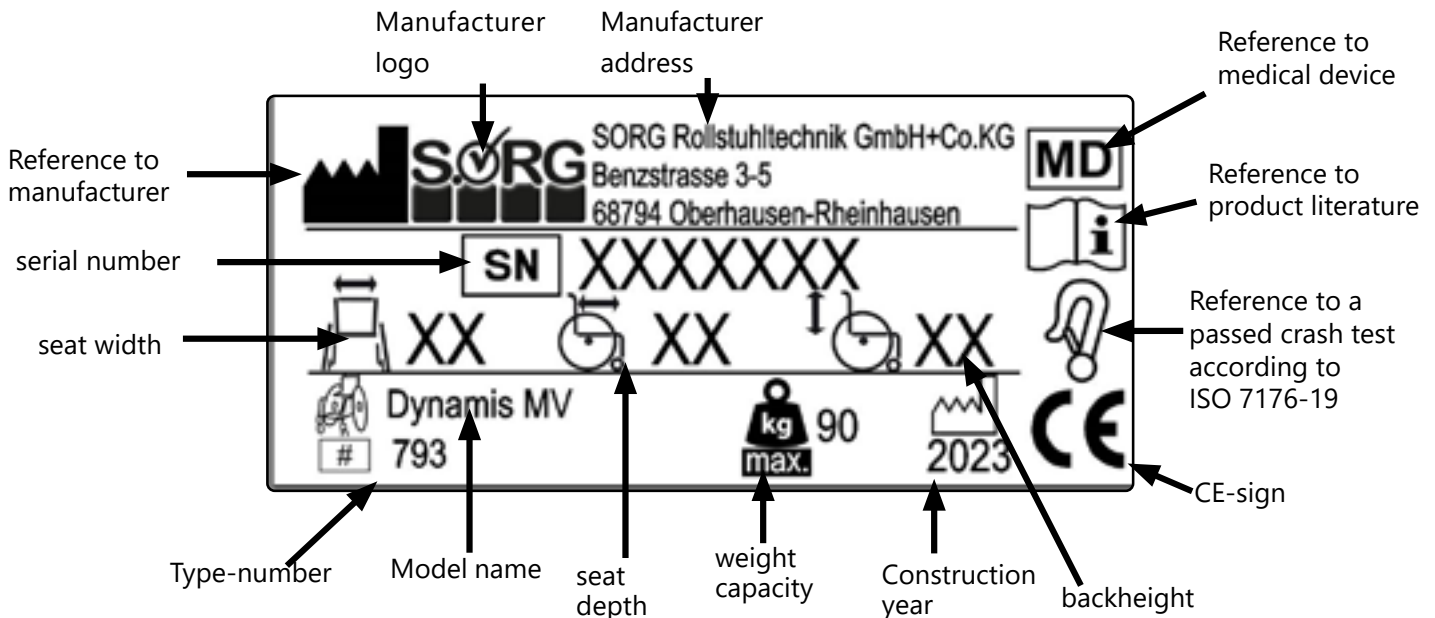 Manufacturer
logo
Manufacturer
address
Reference to
medical device
Reference to
manufacturer
S.ORG
SORG Rollstuhltechnik GmbH+Co.KG
Benzstrasse 3-5
68794 Oberhausen-Rheinhausen
MD
Reference to
product literature
i
serial number
SN XXXXXXX
seat width
XX XX XX
Reference to a
passed crash test
according to
ISO 7176-19
Dynamis MV
# 793
kg 90
max.
2023
CE
CE-sign
Type-number
Model name
seat
depth
weight
capacity
Construction
year
backheight